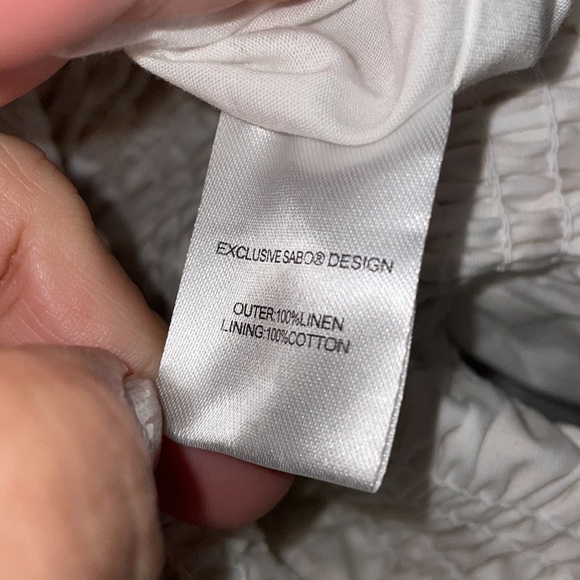 EXCLUSIVE SABO® DESIGN
OUTER:100%LINEN
LINING:100%COTTON